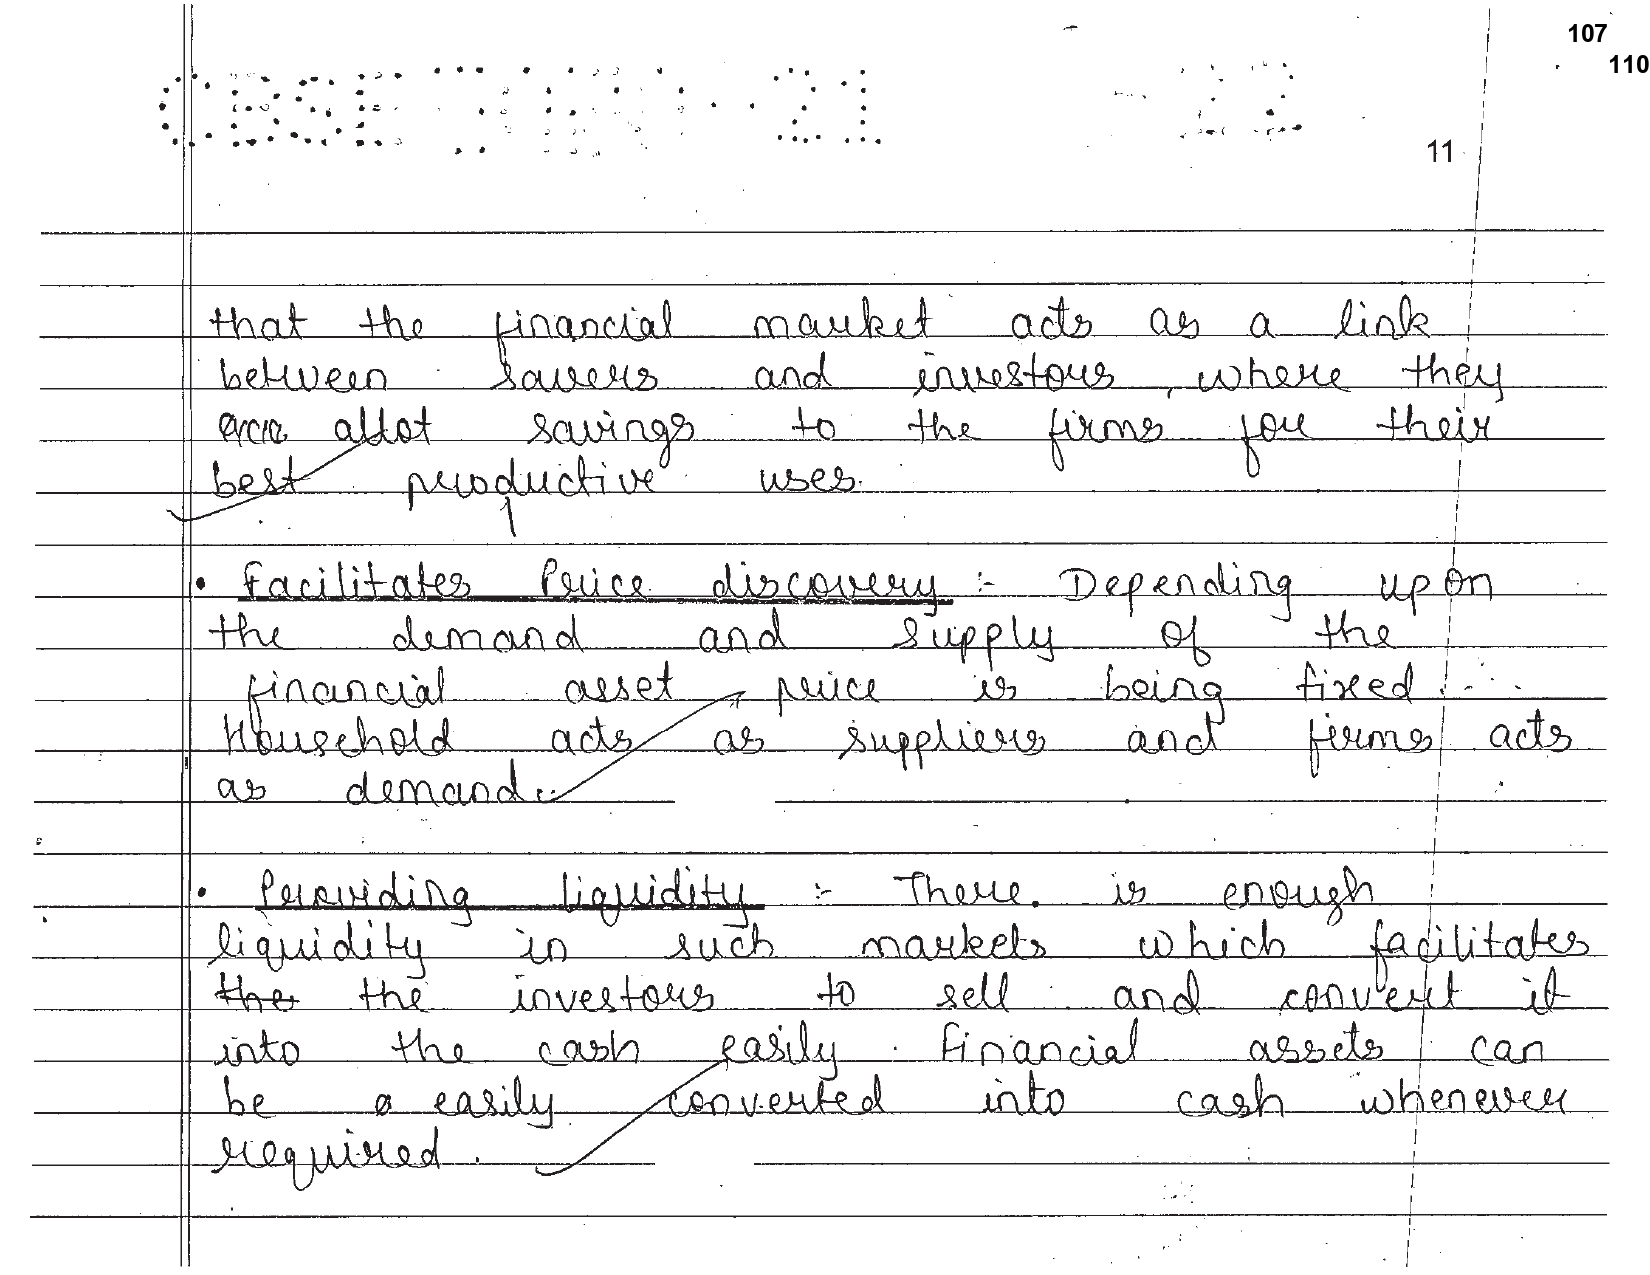 107
110
CBSE
21
22
11
that the financial market acts as a link
between savers and investors, where they
allot savings to the firms for their
best productive uses.
• Facilitates Price discovery :- Depending upon
the demand and supply of the
financial asset, price is being fixed.
Household acts as suppliers and firms acts
as demand.
• Providing liquidity :- There is enough
liquidity in such markets which facilitates
the the investors to sell and convert it
into the cash easily. Financial assets can
be a easily converted into cash whenever
required.